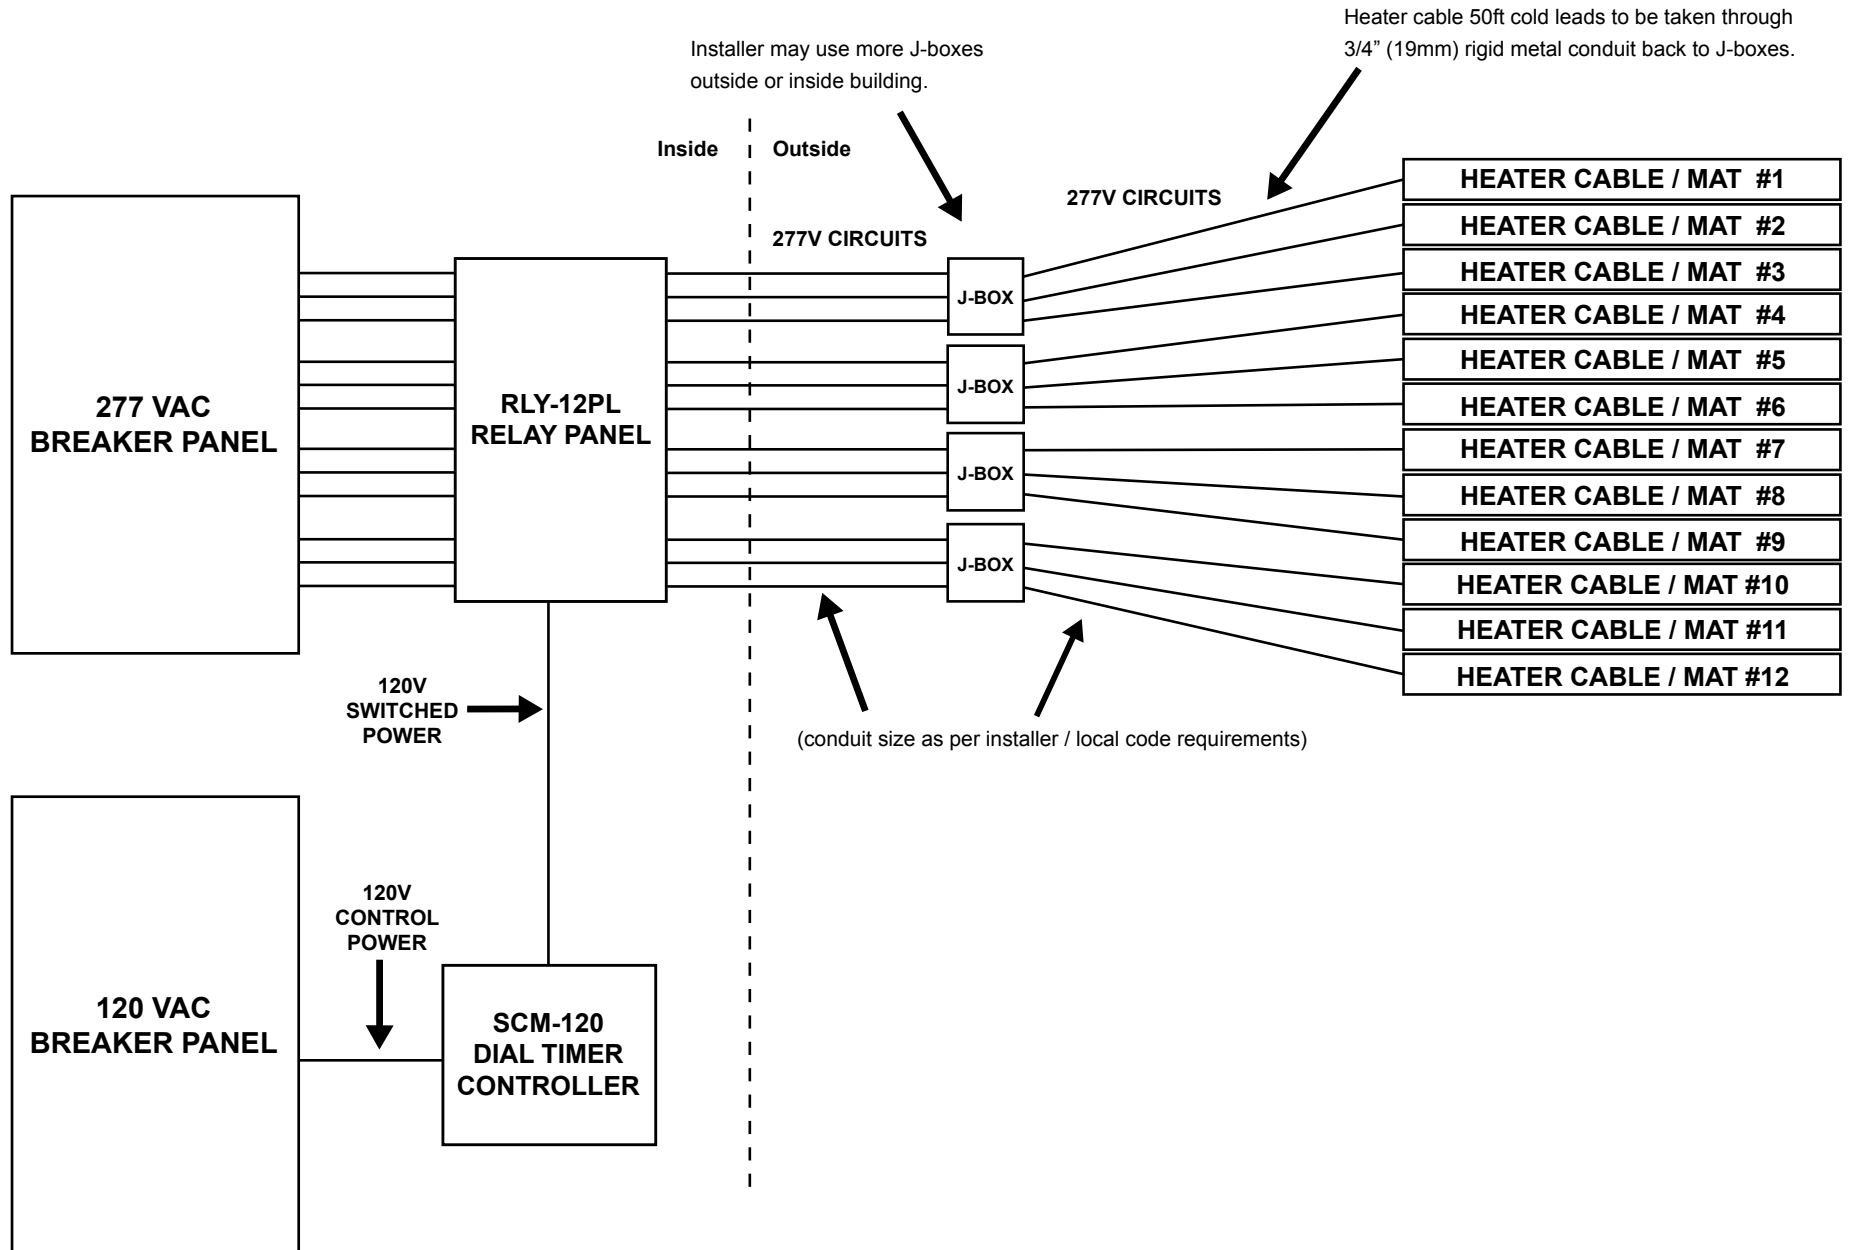 Heater cable 50ft cold leads to be taken through
3/4” (19mm) rigid metal conduit back to J-boxes.
Installer may use more J-boxes
outside or inside building.
Inside
Outside
277V CIRCUITS
277V CIRCUITS
277 VAC
BREAKER PANEL
RLY-12PL
RELAY PANEL
J-BOX
J-BOX
J-BOX
J-BOX
HEATER CABLE / MAT #1
HEATER CABLE / MAT #2
HEATER CABLE / MAT #3
HEATER CABLE / MAT #4
HEATER CABLE / MAT #5
HEATER CABLE / MAT #6
HEATER CABLE / MAT #7
HEATER CABLE / MAT #8
HEATER CABLE / MAT #9
HEATER CABLE / MAT #10
HEATER CABLE / MAT #11
HEATER CABLE / MAT #12
120V
SWITCHED
POWER
(conduit size as per installer / local code requirements)
120V
CONTROL
POWER
120 VAC
BREAKER PANEL
SCM-120
DIAL TIMER
CONTROLLER